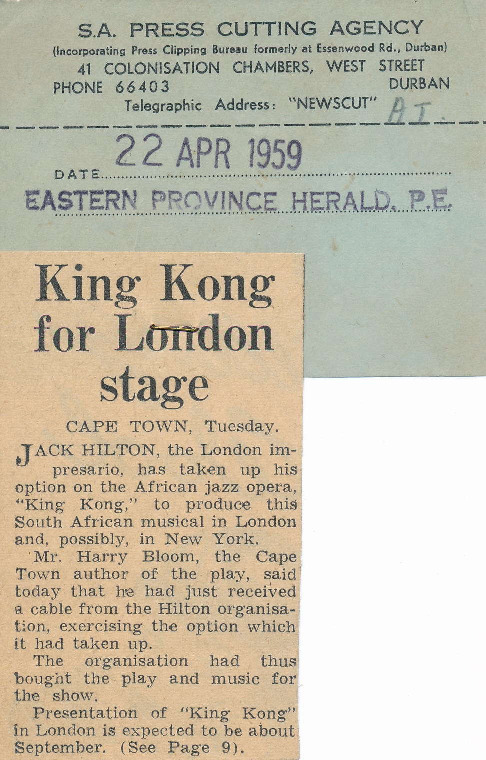 S.A. PRESS CUTTING AGENCY
(Incorporating Press Clipping Bureau formerly at Essenwood Rd., Durban)
41 COLONISATION CHAMBERS, WEST STREET
PHONE 66403 DURBAN
Telegraphic Address: "NEWSCUT"
22 APR 1959
DATE
EASTERN PROVINCE HERALD. P.E.
King Kong
for London
stage
CAPE TOWN, Tuesday.
JACK HILTON, the London im-
presario, has taken up his
option on the African jazz opera,
"King Kong," to produce this
South African musical in London
and, possibly, in New York.
Mr. Harry Bloom, the Cape
Town author of the play, said
today that he had just received
a cable from the Hilton organisa-
tion, exercising the option which
it had taken up.
The organisation had thus
bought the play and music for
the show.
Presentation of "King Kong"
in London is expected to be about
September. (See Page 9).